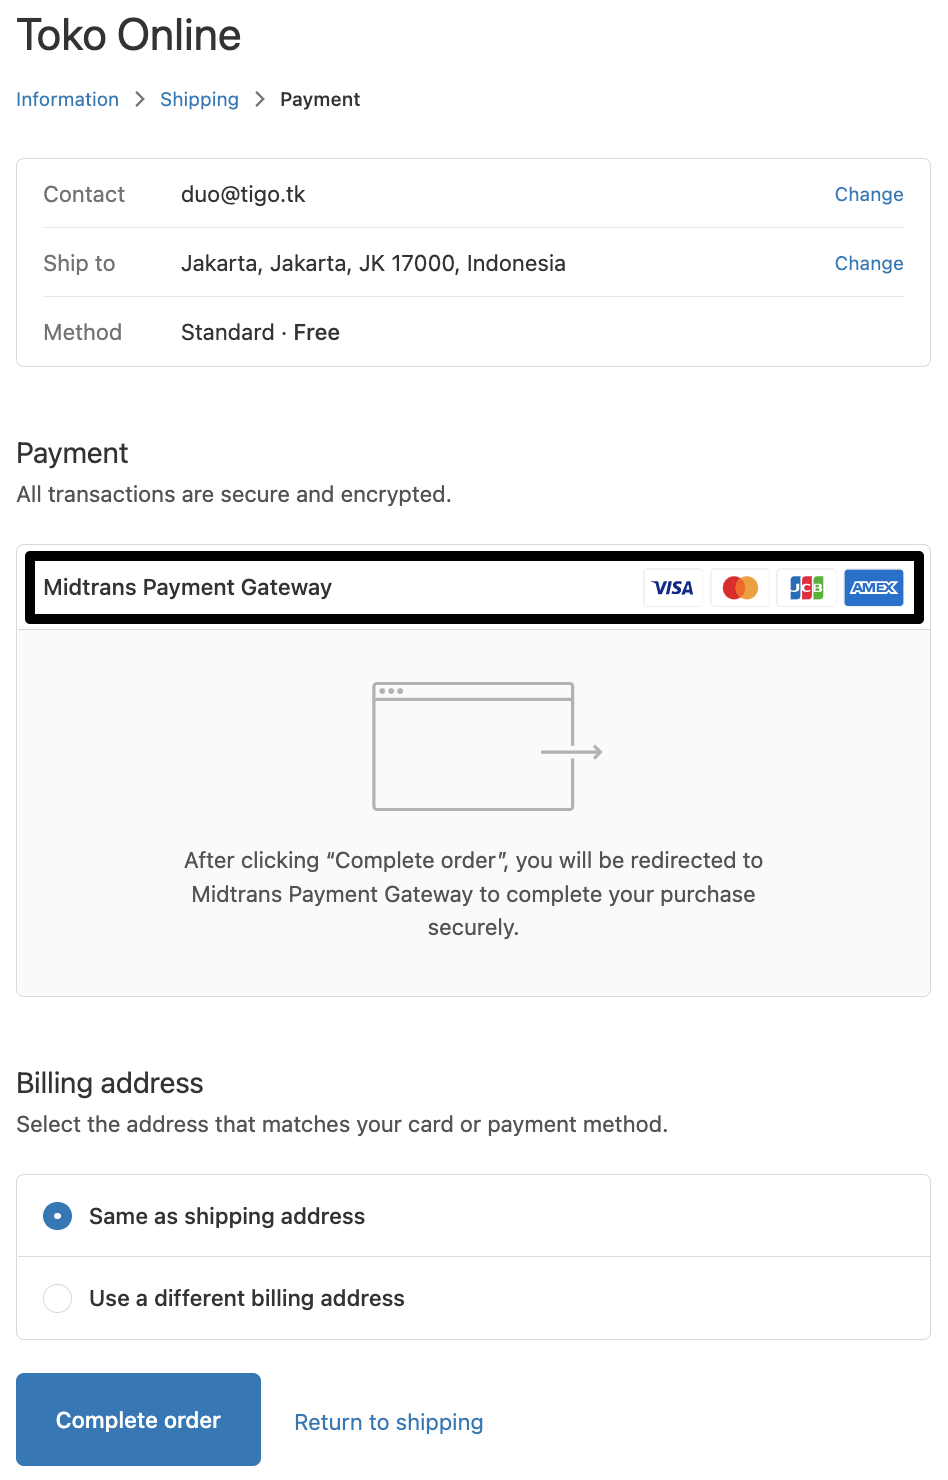 Toko Online
Information > Shipping > Payment
Contact duo@tigo.tk Change
Ship to Jakarta, Jakarta, JK 17000, Indonesia Change
Method Standard · Free
Payment
All transactions are secure and encrypted.
Midtrans Payment Gateway VISA JCB AMEX
After clicking “Complete order”, you will be redirected to
Midtrans Payment Gateway to complete your purchase
securely.
Billing address
Select the address that matches your card or payment method.
Same as shipping address
Use a different billing address
Complete order Return to shipping